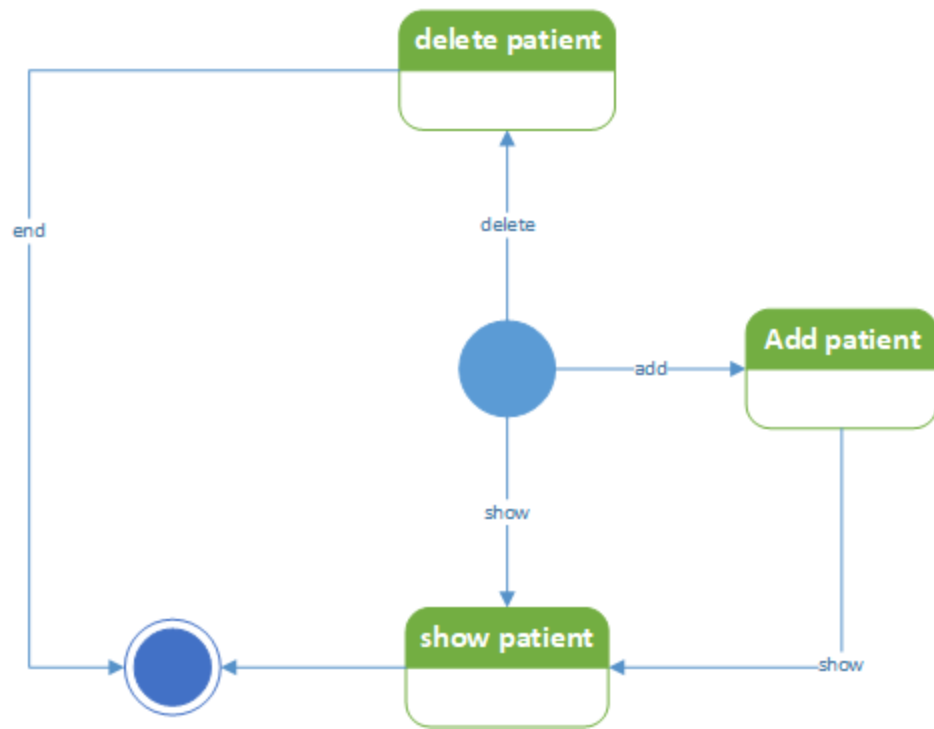 delete patient
end
delete
Add patient
add
show
show patient
show